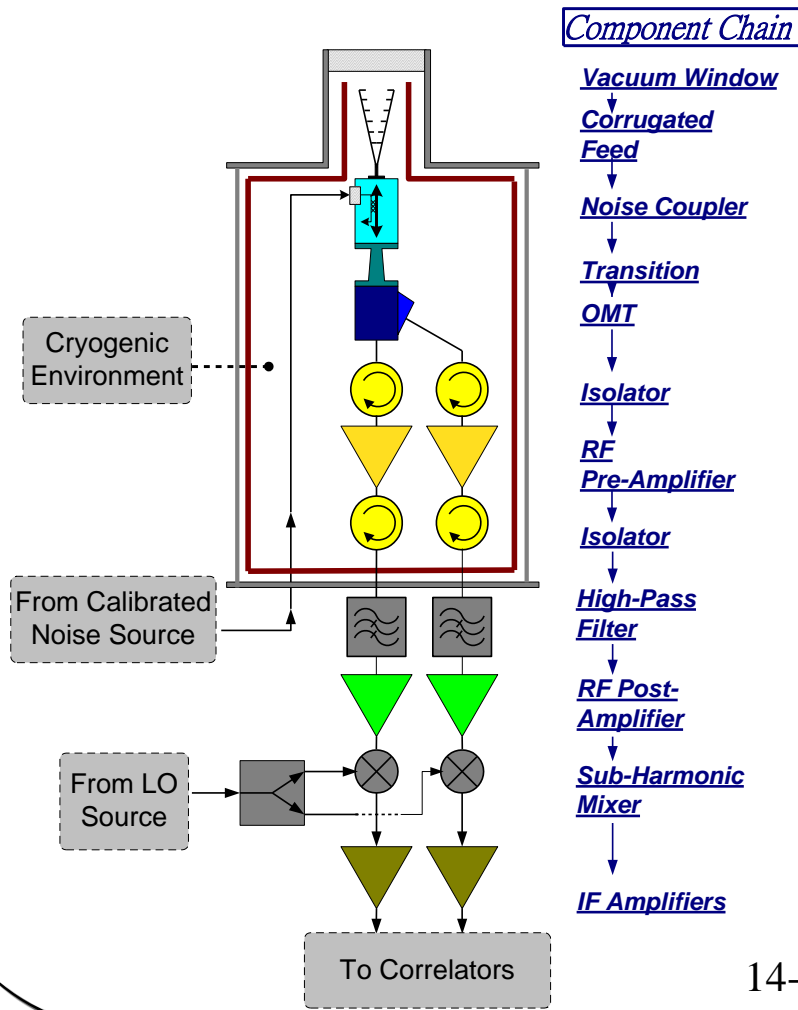 Component Chain
Vacuum Window
Corrugated
Feed
Noise Coupler
Transition
OMT
Isolator
RF
Pre-Amplifier
Isolator
High-Pass
Filter
RF Post-
Amplifier
Sub-Harmonic
Mixer
IF Amplifiers
Cryogenic
Environment
From Calibrated
Noise Source
From LO
Source
To Correlators
14-